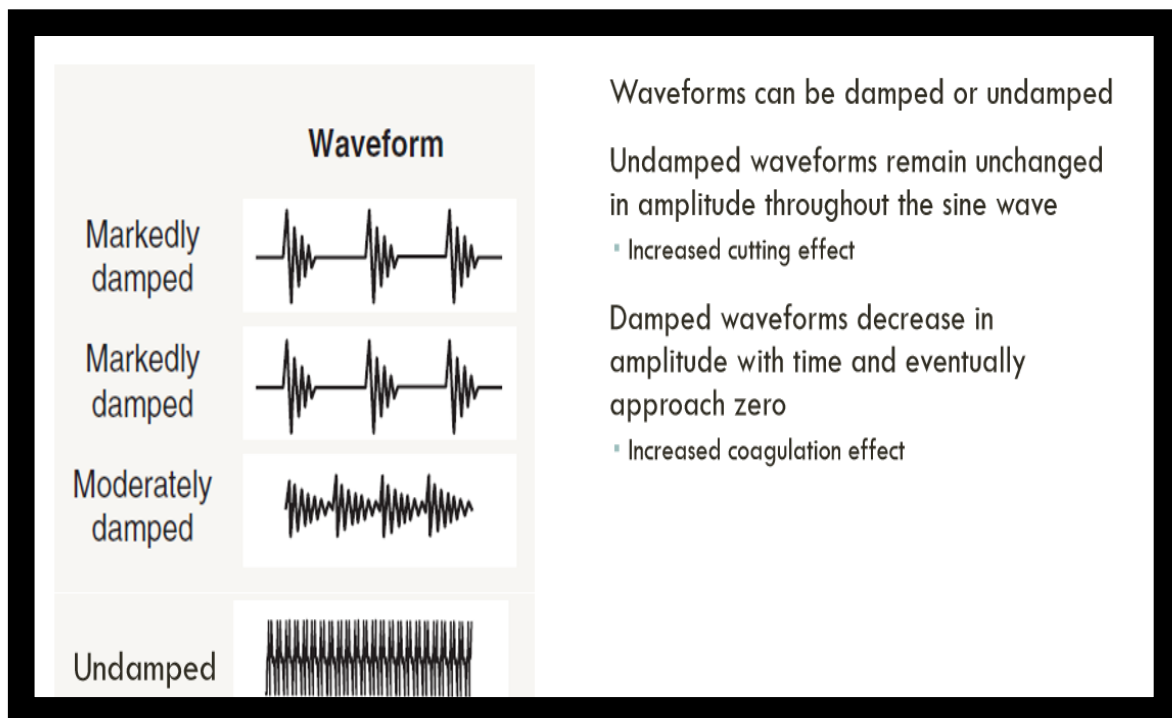 Waveform
Markedly
damped
Markedly
damped
Moderately
damped
Undamped
Waveforms can be damped or undamped
Undamped waveforms remain unchanged
in amplitude throughout the sine wave
▪ Increased cutting effect
Damped waveforms decrease in
amplitude with time and eventually
approach zero
▪ Increased coagulation effect